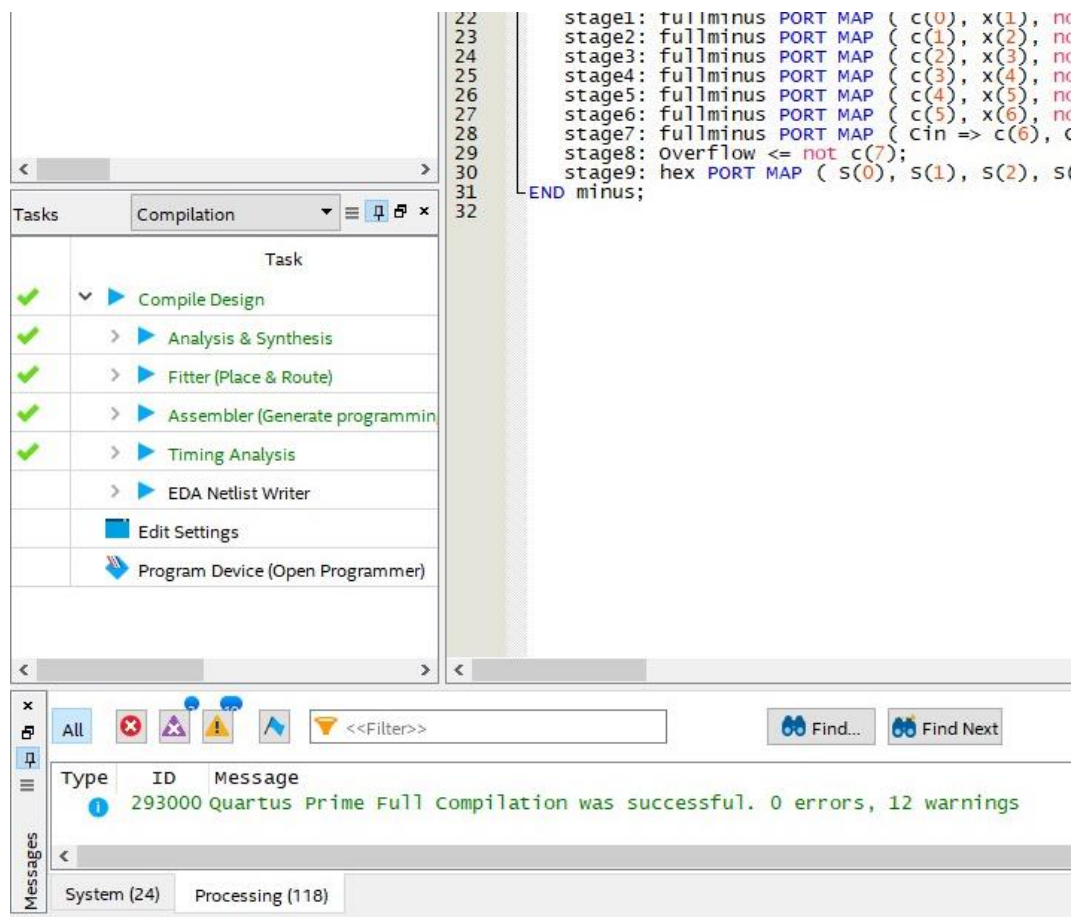 22 stage1: fullminus PORT MAP ( c(0), x(1), no
23 stage2: fullminus PORT MAP ( c(1), x(2), no
24 stage3: fullminus PORT MAP ( c(2), x(3), no
25 stage4: fullminus PORT MAP ( c(3), x(4), no
26 stage5: fullminus PORT MAP ( c(4), x(5), no
27 stage6: fullminus PORT MAP ( c(5), x(6), no
28 stage7: fullminus PORT MAP ( Cin => c(6),
29 stage8: Overflow <= not c(7);
30 stage9: hex PORT MAP ( S(0), S(1), S(2), S(
31 END minus;
32
Tasks Compilation
Task
Compile Design
Analysis & Synthesis
Fitter (Place & Route)
Assembler (Generate programmin
Timing Analysis
EDA Netlist Writer
Edit Settings
Program Device (Open Programmer)
All <<Filter>> Find... Find Next
Type ID Message
293000 Quartus Prime Full Compilation was successful. 0 errors, 12 warnings
Messages
System (24) Processing (118)